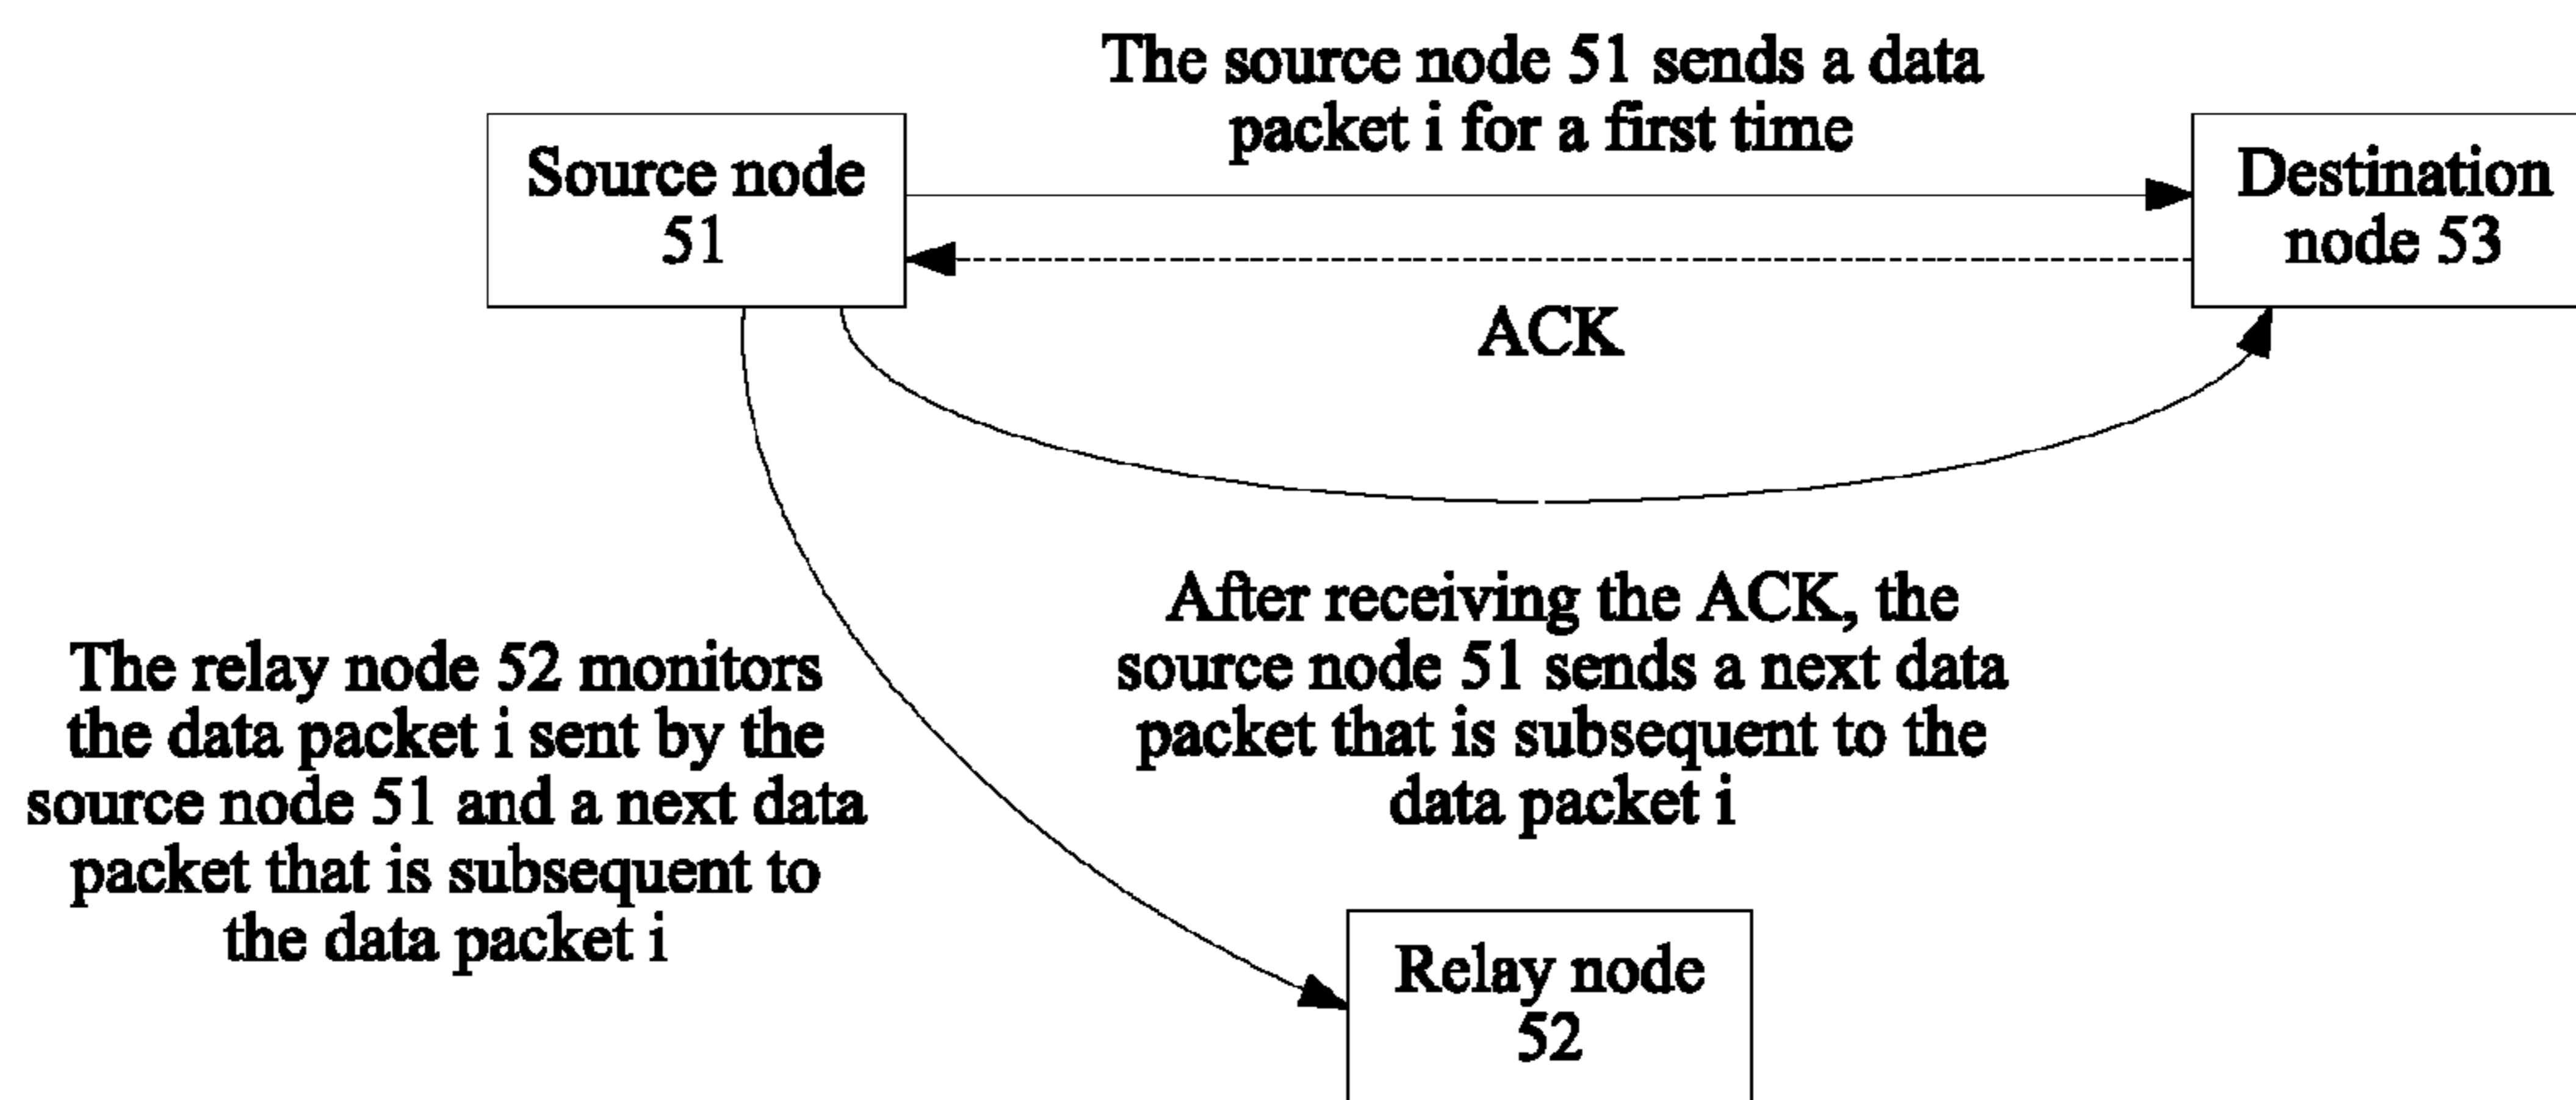 The source node 51 sends a data
packet i for a first time
Source node
51
Destination
node 53
ACK
After receiving the ACK, the
source node 51 sends a next data
packet that is subsequent to the
data packet i
The relay node 52 monitors
the data packet i sent by the
source node 51 and a next data
packet that is subsequent to
the data packet i
Relay node
52